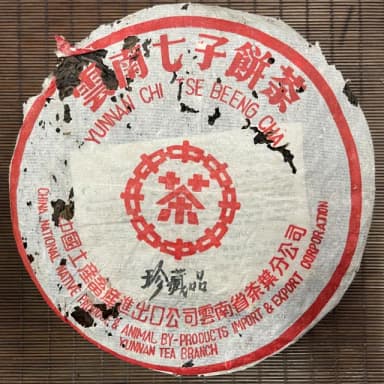 雲南七子餅茶
YUNNAN CHI TSE BEENG CHA
茶
珍藏品
中國土產畜產進出口公司雲南省茶葉分公司
CHINA NATIONAL NATIVE PRODUCE & ANIMAL BY-PRODUCTS IMPORT & EXPORT CORPORATION
YUNNAN TEA BRANCH